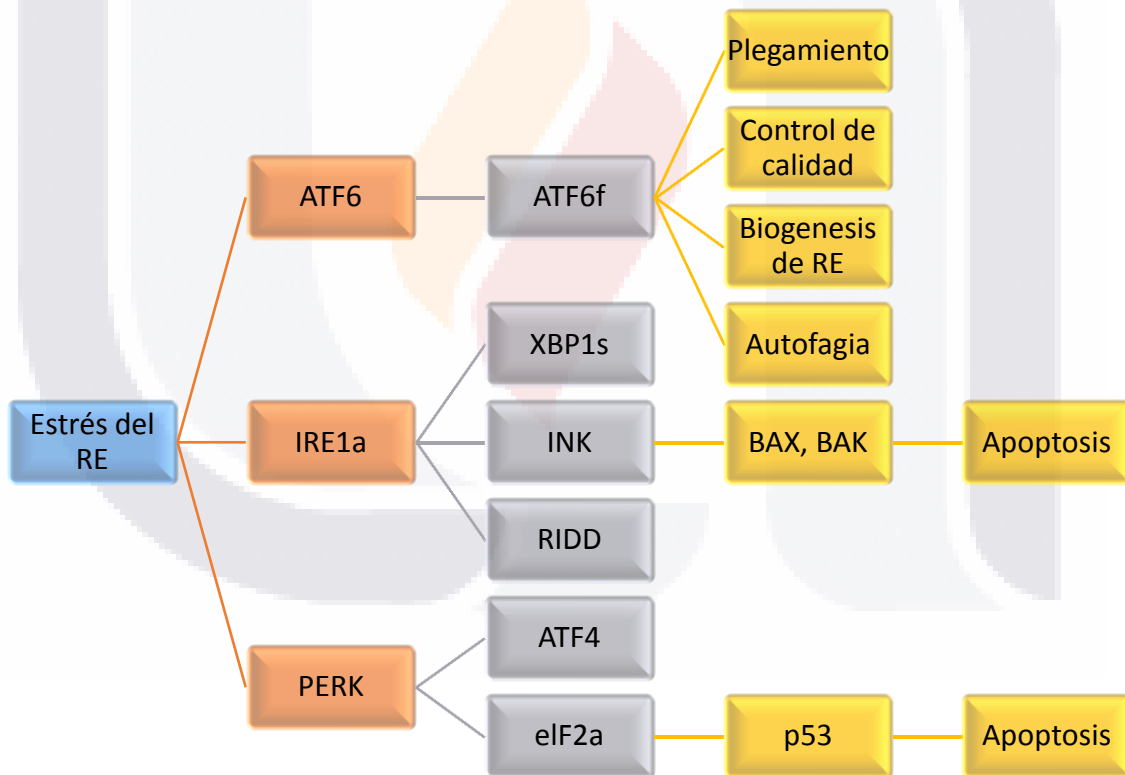 Plegamiento
Control de
calidad
ATF6
ATF6f
Biogenesis
de RE
XBP1s
Autofagia
Estrés del
RE
IRE1a
INK
BAX, BAK
Apoptosis
RIDD
ATF4
PERK
elF2a
p53
Apoptosis